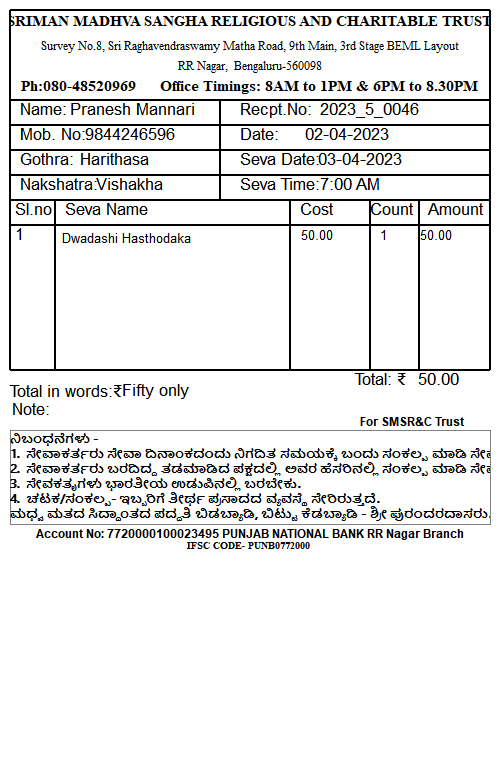 SRIMAN MADHVA SANGHA RELIGIOUS AND CHARITABLE TRUST
Survey No.8, Sri Raghavendraswamy Matha Road, 9th Main, 3rd Stage BEML Layout
RR Nagar, Bengaluru-560098
Ph:080-48520969 Office Timings: 8AM to 1PM & 6PM to 8.30PM
Name: Pranesh Mannari Recpt.No: 2023_5_0046
Mob. No:9844246596 Date: 02-04-2023
Gothra: Harithasa Seva Date:03-04-2023
Nakshatra:Vishakha Seva Time:7:00 AM
Sl.no Seva Name Cost Count Amount
1 Dwadashi Hasthodaka 50.00 1 50.00
Total: ₹ 50.00
Total in words:₹Fifty only
Note:
For SMSR&C Trust
ನಿಬಂಧನೆಗಳು -
1. ಸೇವಾಕರ್ತರು ಸೇವಾ ದಿನಾಂಕದಂದು ನಿಗದಿತ ಸಮಯಕ್ಕೆ ಬಂದು ಸಂಕಲ್ಪ ಮಾಡಿ
2. ಸೇವಾಕರ್ತರು ಬರದಿದ್ದ ತಡಮಾಡಿದ ಪಕ್ಷದಲ್ಲಿ ಅವರ ಹೆಸರಿನಲ್ಲಿ ಸಂಕಲ್ಪ ಮಾಡಿ
3. ಸೇವಕತೃಗಳು ಭಾರತೀಯ ಉಡುಪಿನಲ್ಲಿ ಬರಬೇಕು.
4. ಚಟಕ/ಸಂಕಲ್ಪ- ಇಬ್ಬರಿಗೆ ತೀರ್ಥ ಪ್ರಸಾದದ ವ್ಯವಸ್ಥೆ ಸೇರಿರುತ್ತದೆ.
ಮಧ್ವ ಮತದ ಸಿದ್ಧಾಂತದ ಪದ್ಧತಿ ಬಿಡಬ್ಯಾಡಿ, ಬಿಟ್ಟು ಕೆಡಬ್ಯಾಡಿ - ಶ್ರೀ ಪುರಂದರದಾಸರು.
Account No: 7720000100023495 PUNJAB NATIONAL BANK RR Nagar Branch
IFSC CODE- PUNB0772000